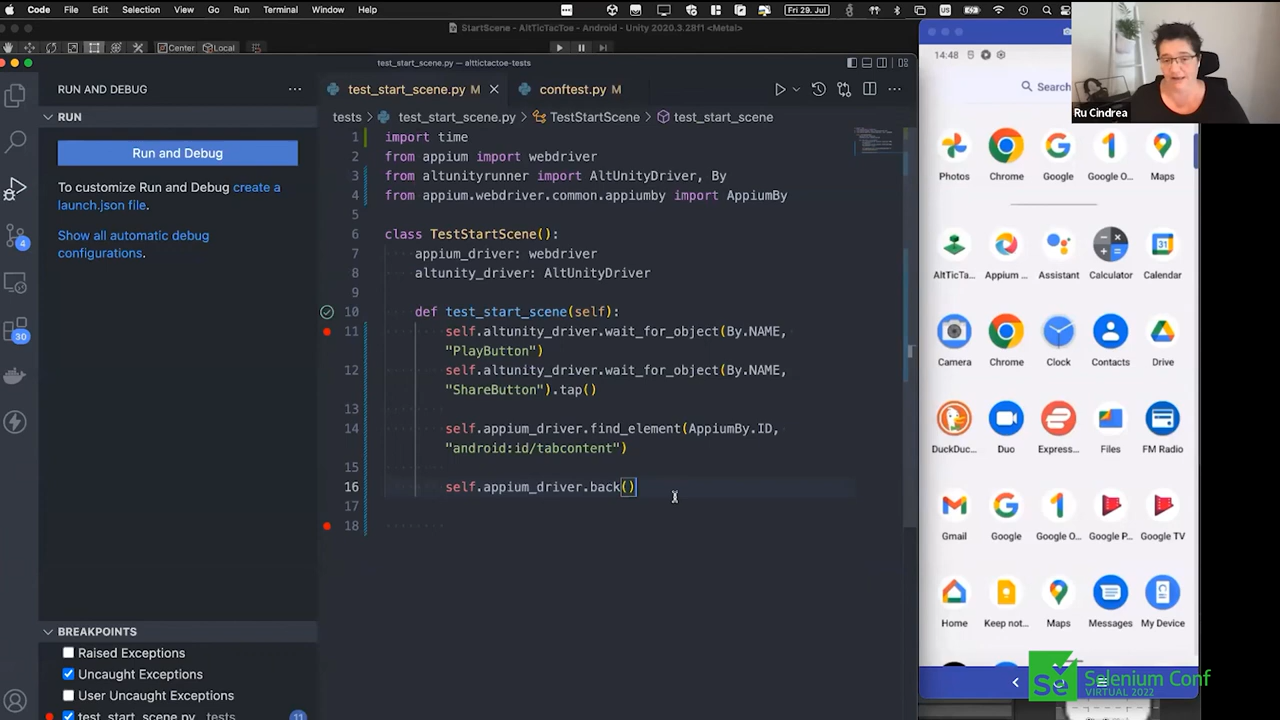 Code File Edit Selection View Go Run Terminal Window Help Fri 29. Jul
StartScene - AltTicTacToe - Android - Unity 2020.3.28f1 <Metal>
Center Local
test_start_scene.py — alttictactoe-tests
RUN AND DEBUG
RUN
Run and Debug
To customize Run and Debug create a
launch.json file.
Show all automatic debug
configurations.
4
30
BREAKPOINTS
Raised Exceptions
Uncaught Exceptions
User Uncaught Exceptions
test_start_scene.py tests 11
test_start_scene.py M conftest.py M
tests test_start_scene.py TestStartScene test_start_scene
1 import time
2 from appium import webdriver
3 from altunityrunner import AltUnityDriver, By
4 from appium.webdriver.common.appiumby import AppiumBy
5
6 class TestStartScene():
7 appium_driver: webdriver
8 altunity_driver: AltUnityDriver
9
10 def test_start_scene(self):
11 self.altunity_driver.wait_for_object(By.NAME,
"PlayButton")
12 self.altunity_driver.wait_for_object(By.NAME,
"ShareButton").tap()
13
14 self.appium_driver.find_element(AppiumBy.ID,
"android:id/tabcontent")
15
16 self.appium_driver.back()
17
18
14:48
Search
Ru Cindrea
Photos Chrome Google Google O... Maps
AltTicTa... Appium ... Assistant Calculator Calendar
Camera Chrome Clock Contacts Drive
DuckDuc... Duo Express... Files FM Radio
Gmail Google Google O... Google P... Google TV
Home Keep not... Maps Messages My Device
Se Selenium Conf
VIRTUAL 2022